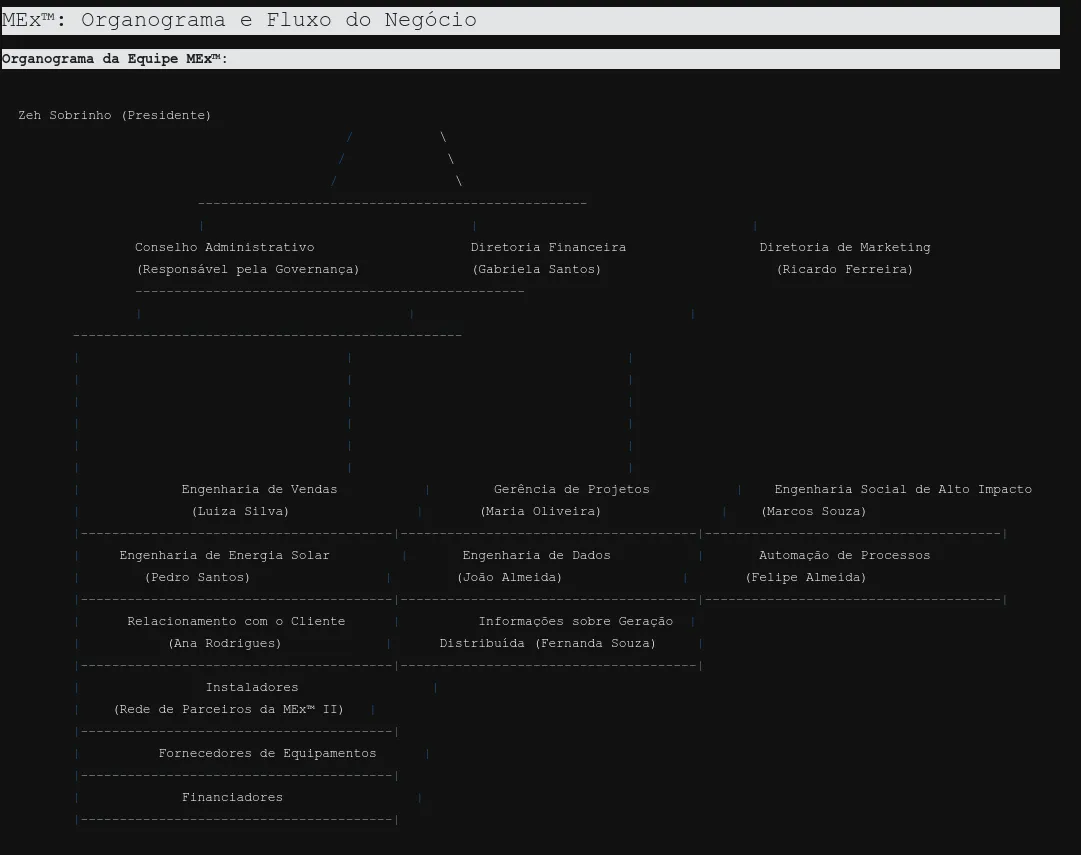 MEx™: Organograma e Fluxo do Negócio
Organograma da Equipe MEx™:
Zeh Sobrinho (Presidente)
Conselho Administrativo Diretoria Financeira Diretoria de Marketing
(Responsável pela Governança) (Gabriela Santos) (Ricardo Ferreira)
Engenharia de Vendas Gerência de Projetos Engenharia Social de Alto Impacto
(Luiza Silva) (Maria Oliveira) (Marcos Souza)
Engenharia de Energia Solar Engenharia de Dados Automação de Processos
(Pedro Santos) (João Almeida) (Felipe Almeida)
Relacionamento com o Cliente Informações sobre Geração
(Ana Rodrigues) Distribuída (Fernanda Souza)
Instaladores
(Rede de Parceiros da MEx™ II)
Fornecedores de Equipamentos
Financiadores